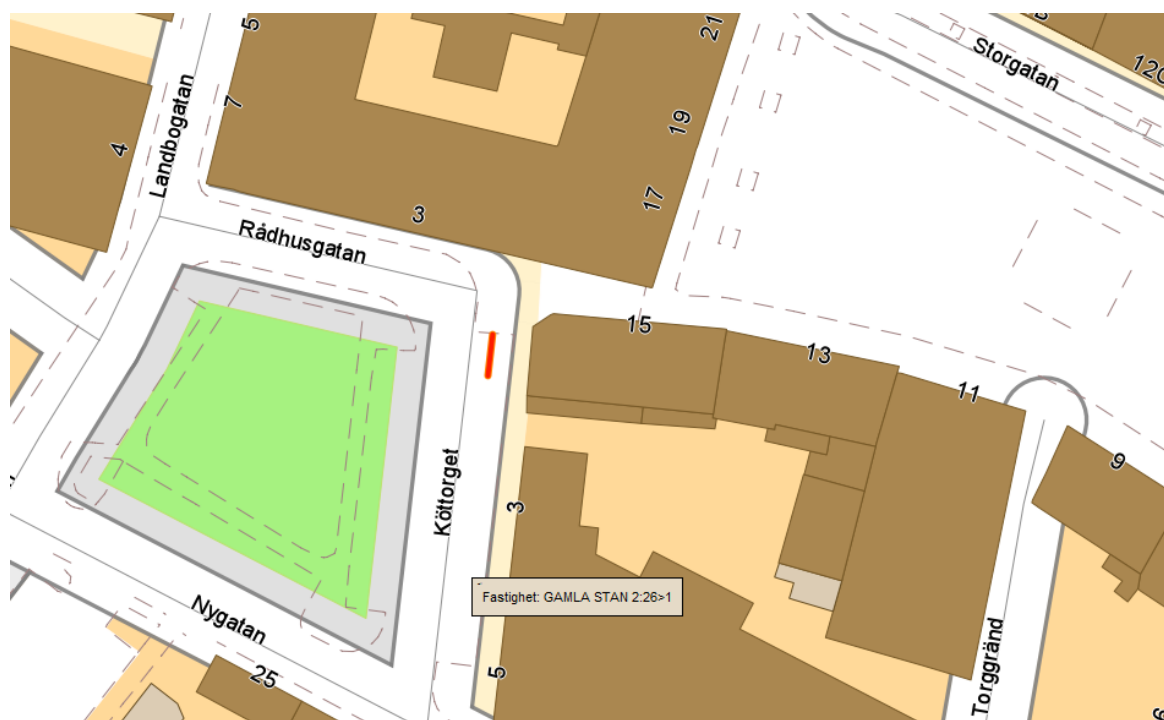 5
21
Storgatan
7
19
4
Landbogatan
17
3
Rådhusgatan
15
13
11
9
Köttorget
3
Fastighet: GAMLA STAN 2:26>1
Nygatan
25
5
Torggränd